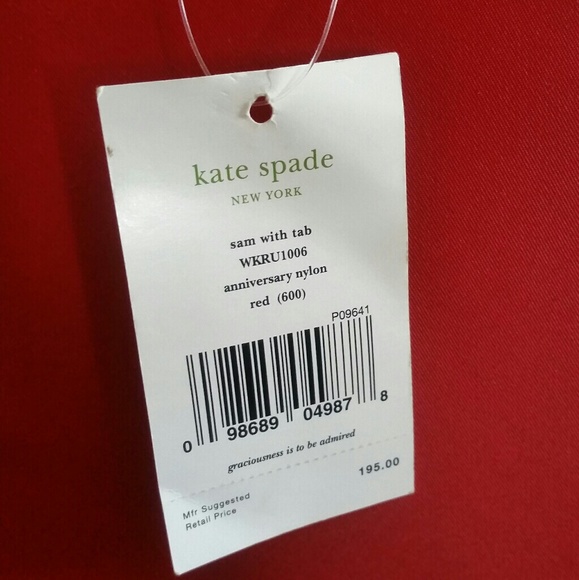 kate spade
NEW YORK
sam with tab
WKRU1006
anniversary nylon
red (600)
P09641
0 98689 04987 8
graciousness is to be admired
Mfr Suggested
Retail Price
195.00